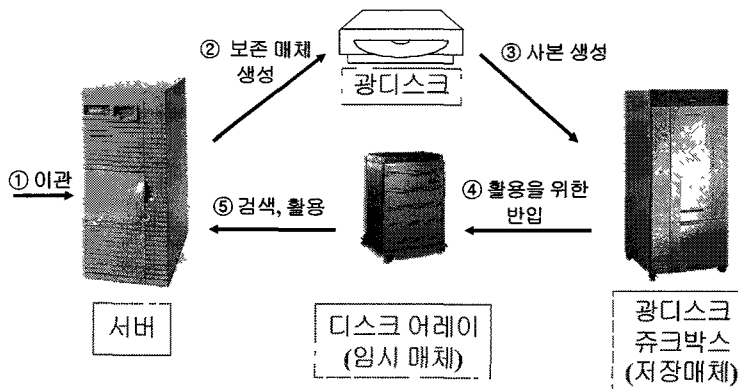 ② 보존 매체
생성
광디스크
③ 사본 생성
① 이관
⑤ 검색, 활용
④ 활용을 위한
반입
서버
디스크 어레이
(임시 매체)
광디스크
쥬크박스
(저장매체)